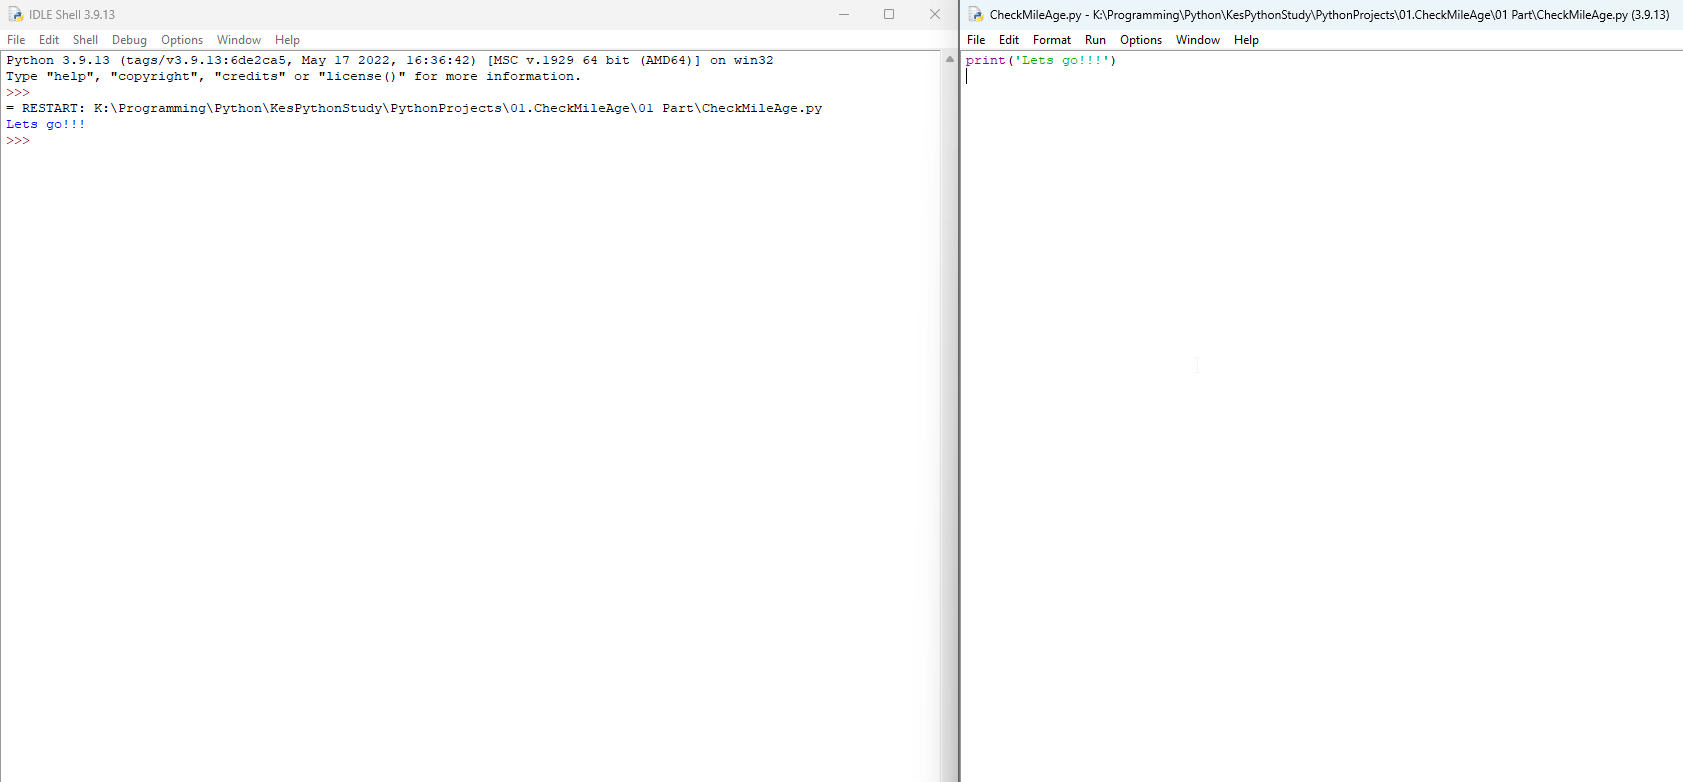 IDLE Shell 3.9.13
File Edit Shell Debug Options Window Help
Python 3.9.13 (tags/v3.9.13:6de2ca5, May 17 2022, 16:36:42) [MSC v.1929 64 bit (AMD64)] on win32
Type "help", "copyright", "credits" or "license()" for more information.
>>>
= RESTART: K:\Programming\Python\KesPythonStudy\PythonProjects\01.CheckMileAge\01 Part\CheckMileAge.py
Lets go!!!
>>>
CheckMileAge.py - K:\Programming\Python\KesPythonStudy\PythonProjects\01.CheckMileAge\01 Part\CheckMileAge.py (3.9.13)
File Edit Format Run Options Window Help
print('Lets go!!!')